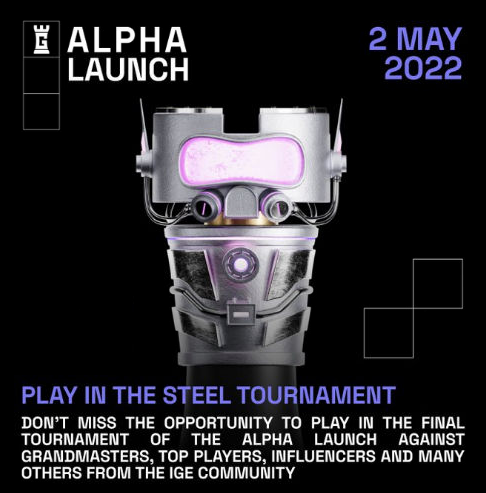 ALPHA
LAUNCH
2 MAY
2022
PLAY IN THE STEEL TOURNAMENT
DON'T MISS THE OPPORTUNITY TO PLAY IN THE FINAL
TOURNAMENT OF THE ALPHA LAUNCH AGAINST
GRANDMASTERS, TOP PLAYERS, INFLUENCERS AND MANY
OTHERS FROM THE IGE COMMUNITY